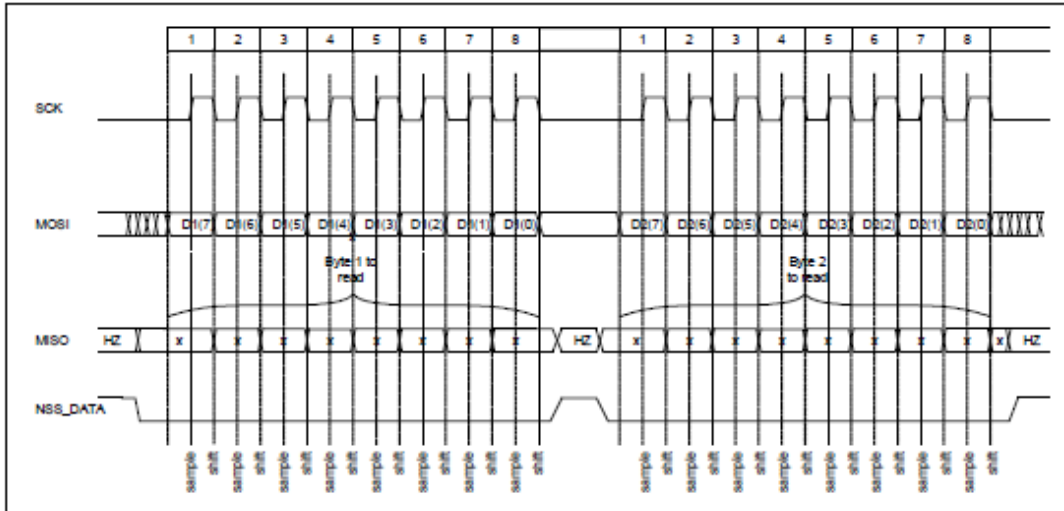 1 2 3 4 5 6 7 8 1 2 3 4 5 6 7 8
SCK
MOSI D1(7) D1(6) D1(5) D1(4) D1(3) D1(2) D1(1) D1(0) D2(7) D2(6) D2(5) D2(4) D2(3) D2(2) D2(1) D2(0)
Byte 1 to
read
Byte 2
to read
MISO HZ x x x x x x x x HZ x x x x x x x x x HZ
NSS_DATA
sample shift sample shift sample shift sample shift sample shift sample shift sample shift sample shift sample shift sample shift sample shift sample shift sample shift sample shift sample shift sample shift